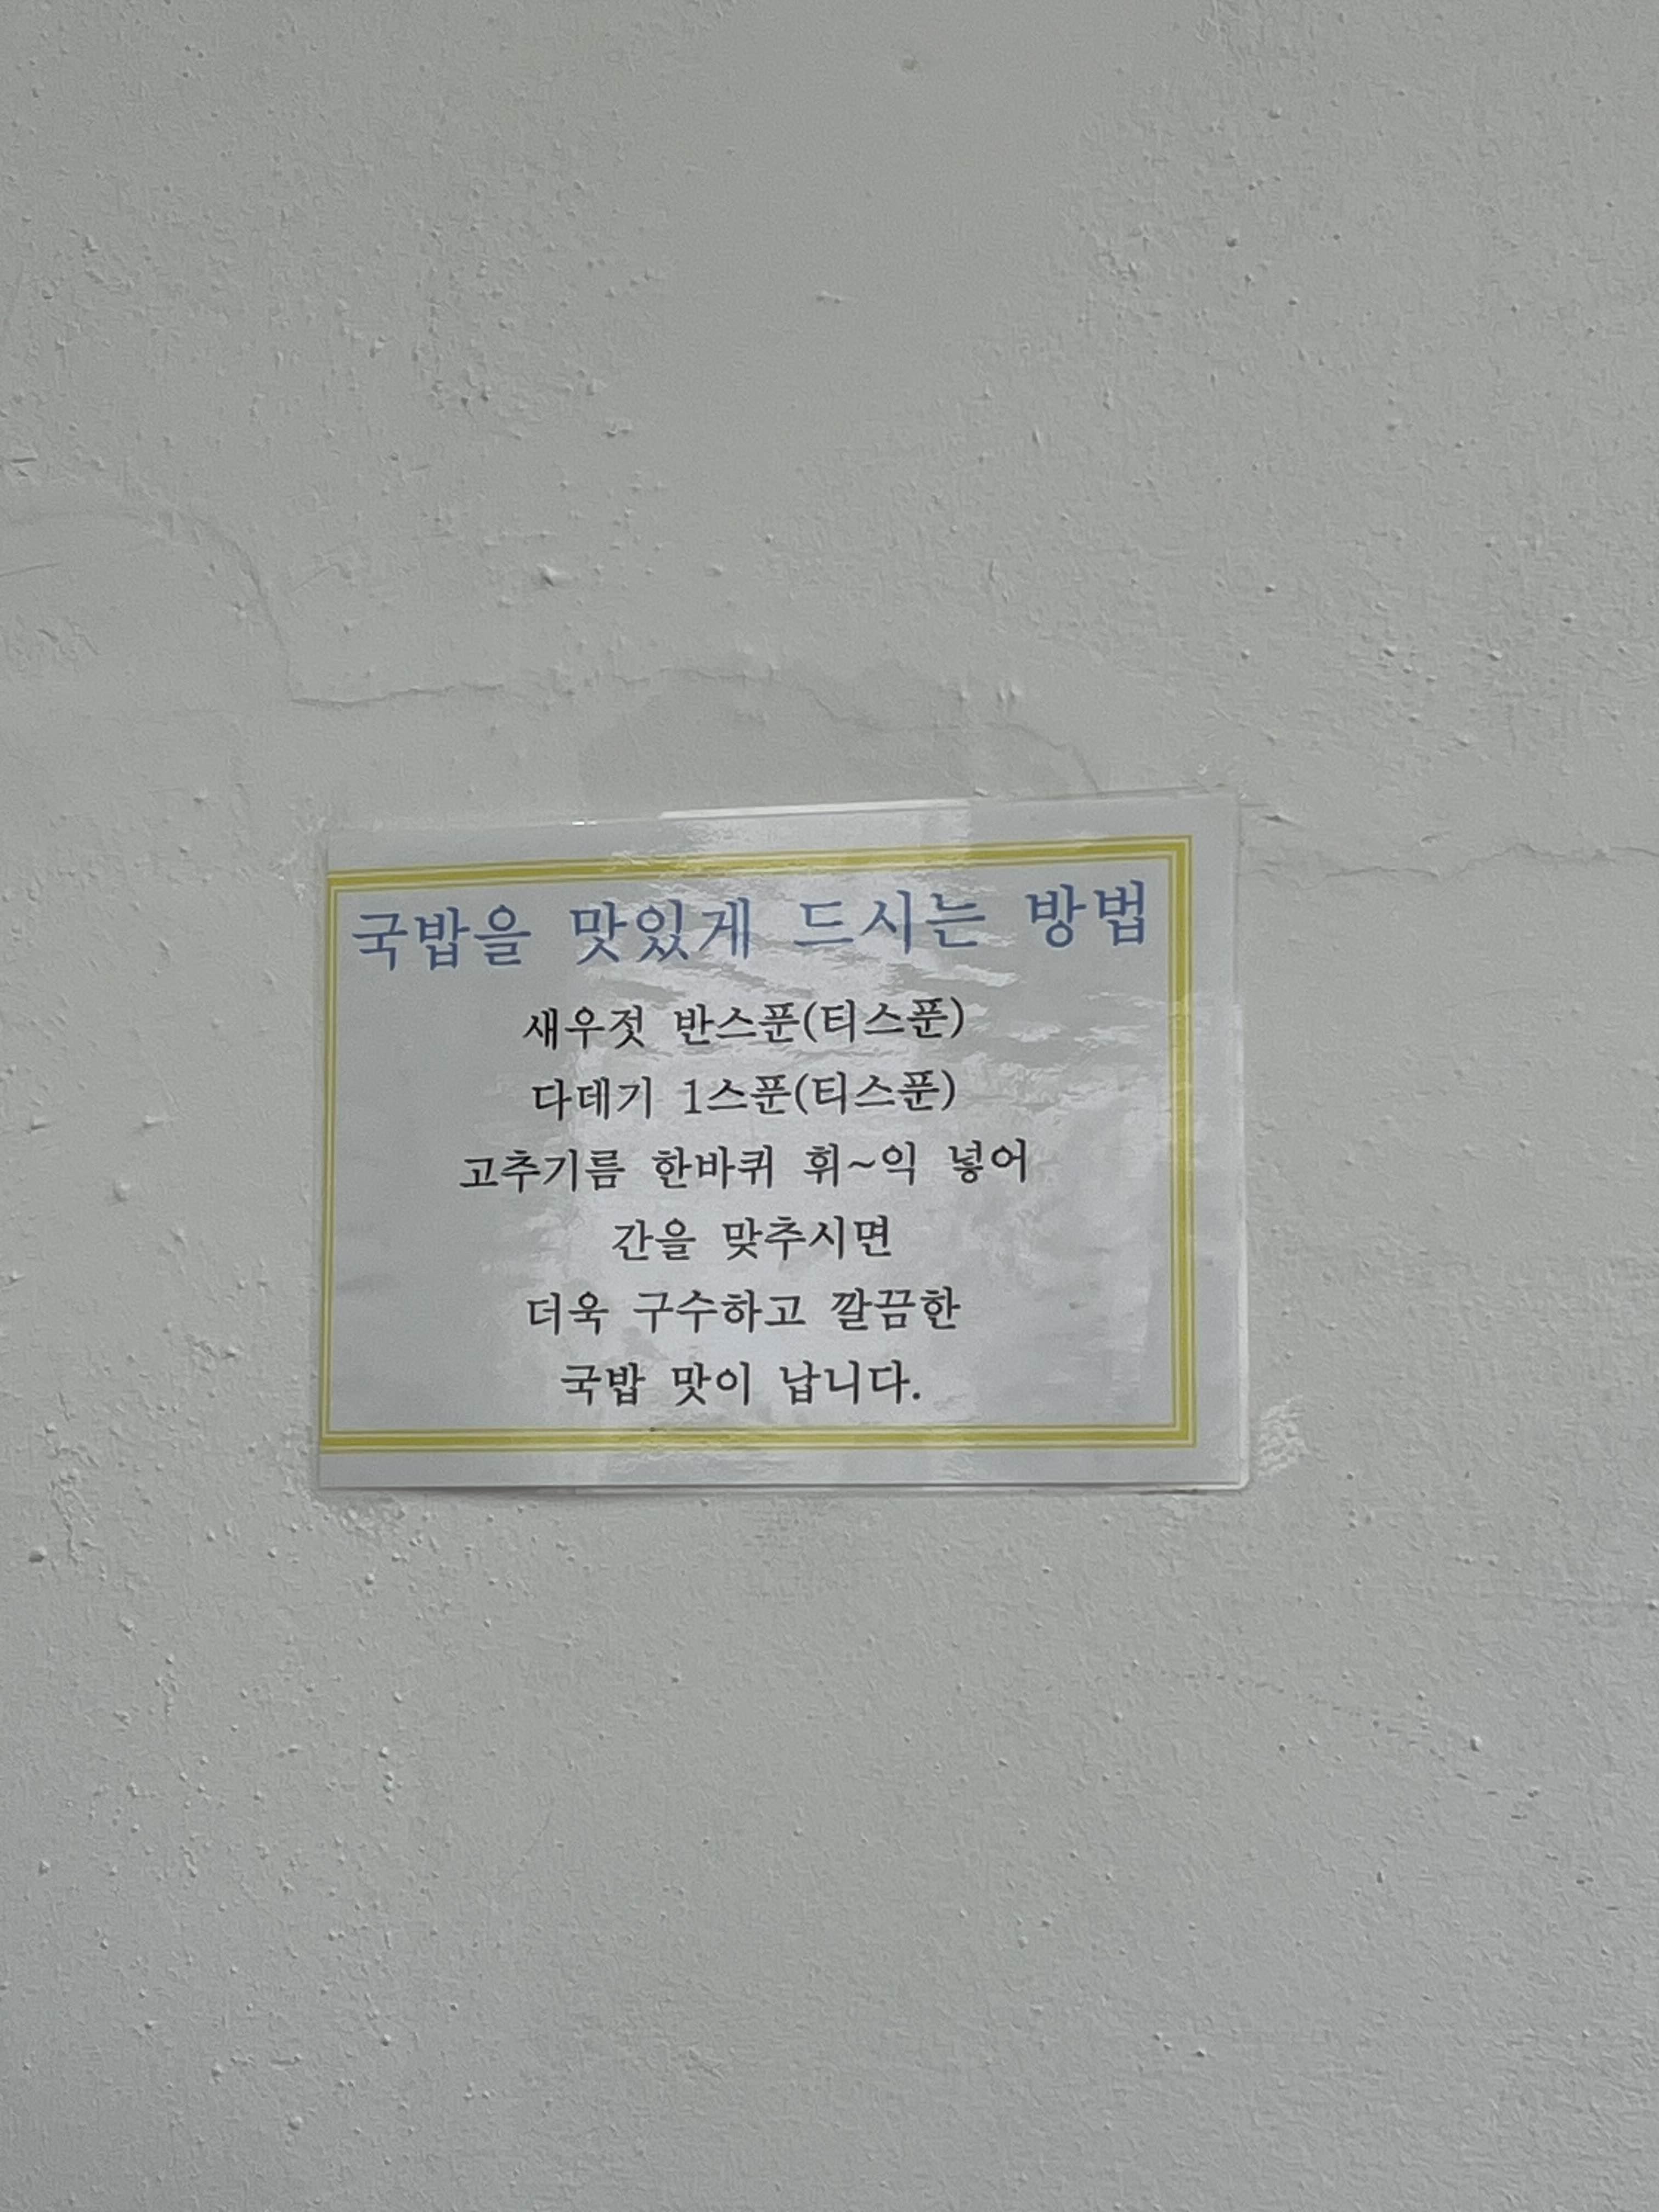 국밥을 맛있게 드시는 방법
새우젓 반스푼(티스푼)
다데기 1스푼(티스푼)
고추기름 한바퀴 휘~익 넣어
간을 맞추시면
더욱 구수하고 깔끔한
국밥 맛이 납니다.